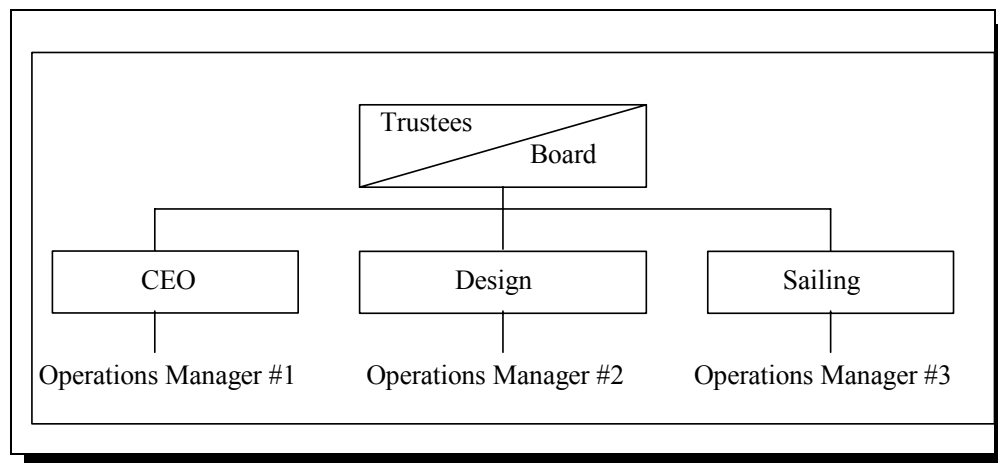 Trustees
Board
CEO
Design
Sailing
Operations Manager #1
Operations Manager #2
Operations Manager #3